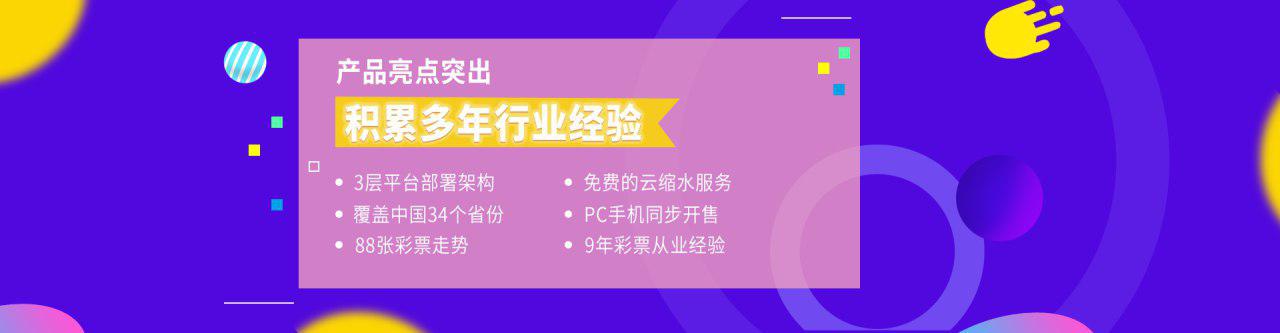 产品亮点突出
积累多年行业经验
3层平台部署架构
免费的云缩水服务
覆盖中国34个省份
PC手机同步开售
88张彩票走势
9年彩票从业经验